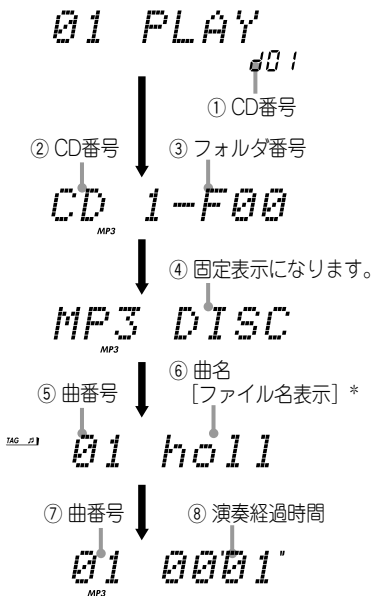 01 PLAY
d01
① CD番号
② CD番号 ③ フォルダ番号
CD 1-F00
MP3
④ 固定表示になります。
MP3 DISC
MP3
⑥ 曲名
⑤ 曲番号 [ファイル名表示] *
TAG
01 holl
⑦ 曲番号 ⑧ 演奏経過時間
01 00'01"
MP3